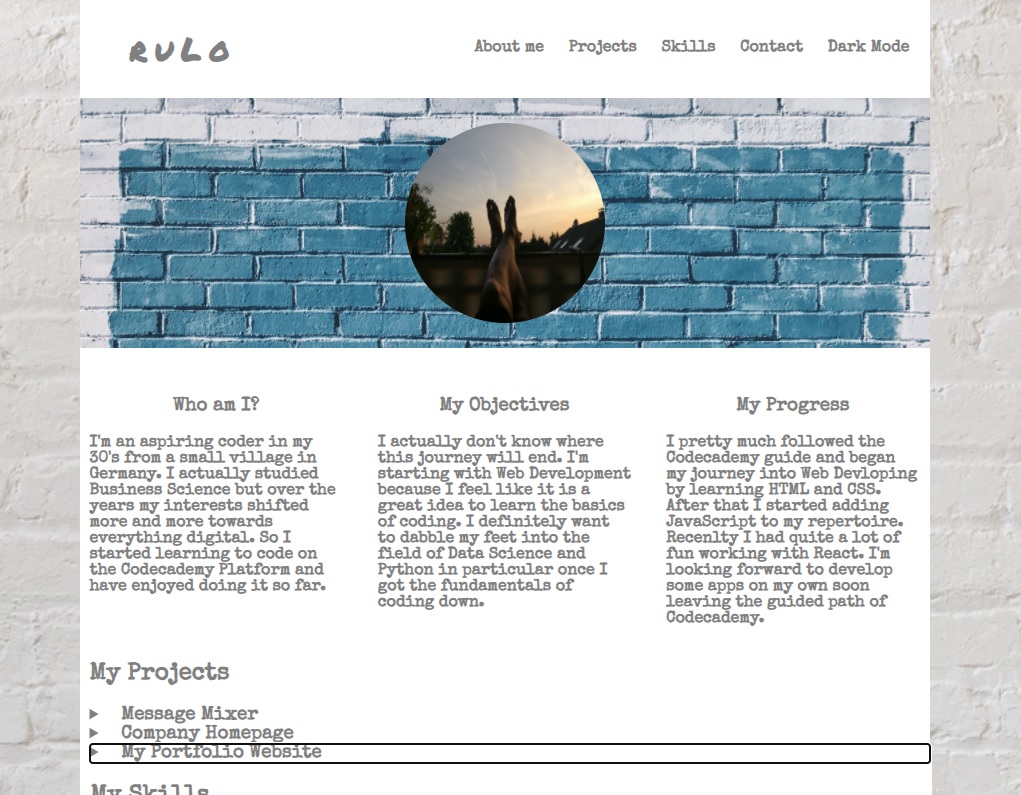 RULO
About me Projects Skills Contact Dark Mode
Who am I?
I'm an aspiring coder in my
30's from a small village in
Germany. I actually studied
Business Science but over the
years my interests shifted
more and more towards
everything digital. So I
started learning to code on
the Codecademy Platform and
have enjoyed doing it so far.
My Objectives
I actually don't know where
this journey will end. I'm
starting with Web Development
because I feel like it is a
great idea to learn the basics
of coding. I definitely want
to dabble my feet into the
field of Data Science and
Python in particular once I
got the fundamentals of
coding down.
My Progress
I pretty much followed the
Codecademy guide and began
my journey into Web Devloping
by learning HTML and CSS.
After that I started adding
JavaScript to my repertoire.
Recenlty I had quite a lot of
fun working with React. I'm
looking forward to develop
some apps on my own soon
leaving the guided path of
Codecademy.
My Projects
Message Mixer
Company Homepage
My Portfolio Website
My Skills